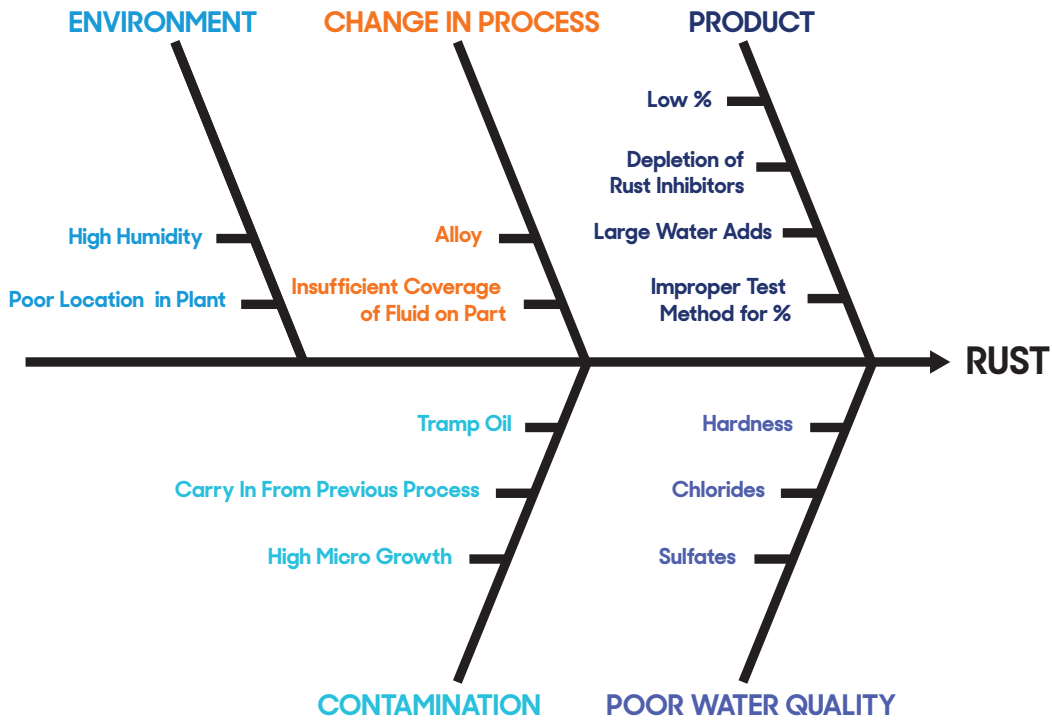 ENVIRONMENT
CHANGE IN PROCESS
PRODUCT
Low %
Depletion of
Rust Inhibitors
High Humidity
Alloy
Large Water Adds
Poor Location in Plant
Insufficient Coverage
of Fluid on Part
Improper Test
Method for %
RUST
Tramp Oil
Hardness
Carry In From Previous Process
Chlorides
High Micro Growth
Sulfates
CONTAMINATION
POOR WATER QUALITY